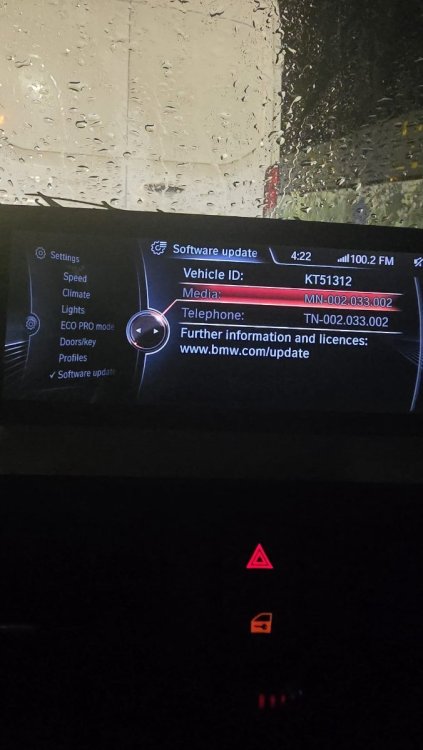 Settings
Software update
4:22
100.2 FM
Speed
Climate
Lights
ECO PRO mode
Doors/key
Profiles
Software update
Vehicle ID: KT51312
Media: MN-002.033.002
Telephone: TN-002.033.002
Further information and licences:
www.bmw.com/update